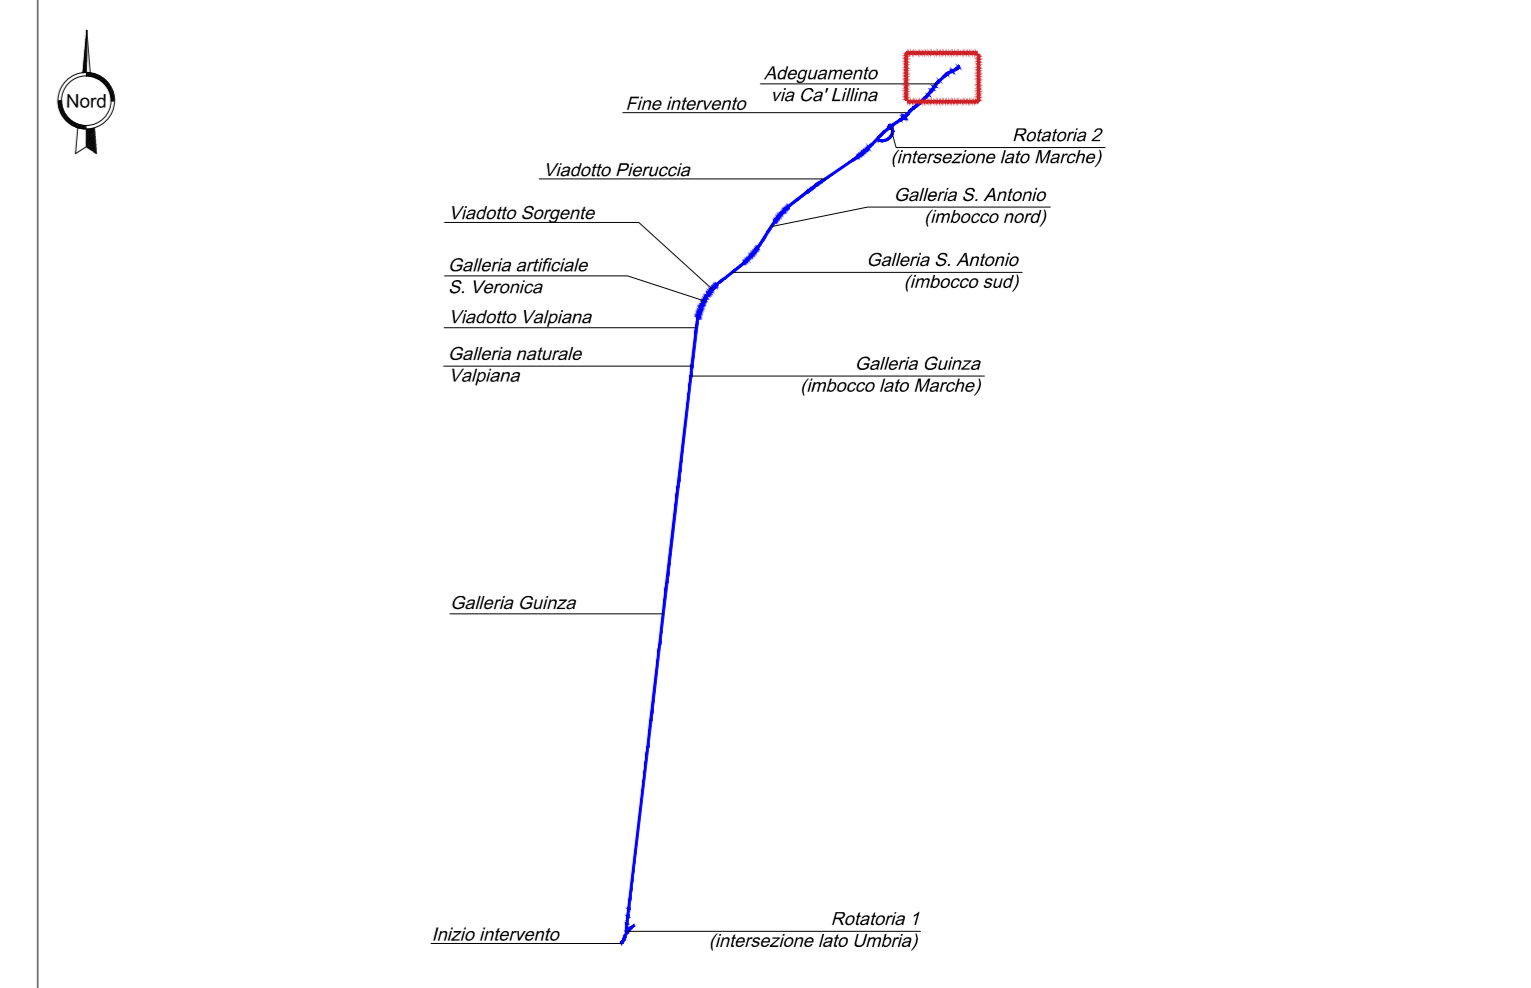 Nord
Adeguamento
via Ca' Lillina
Fine intervento
Rotatoria 2
(intersezione lato Marche)
Viadotto Pieruccia
Galleria S. Antonio
(imbocco nord)
Viadotto Sorgente
Galleria S. Antonio
(imbocco sud)
Galleria artificiale
S. Veronica
Viadotto Valpiana
Galleria naturale
Valpiana
Galleria Guinza
(imbocco lato Marche)
Galleria Guinza
Rotatoria 1
(intersezione lato Umbria)
Inizio intervento